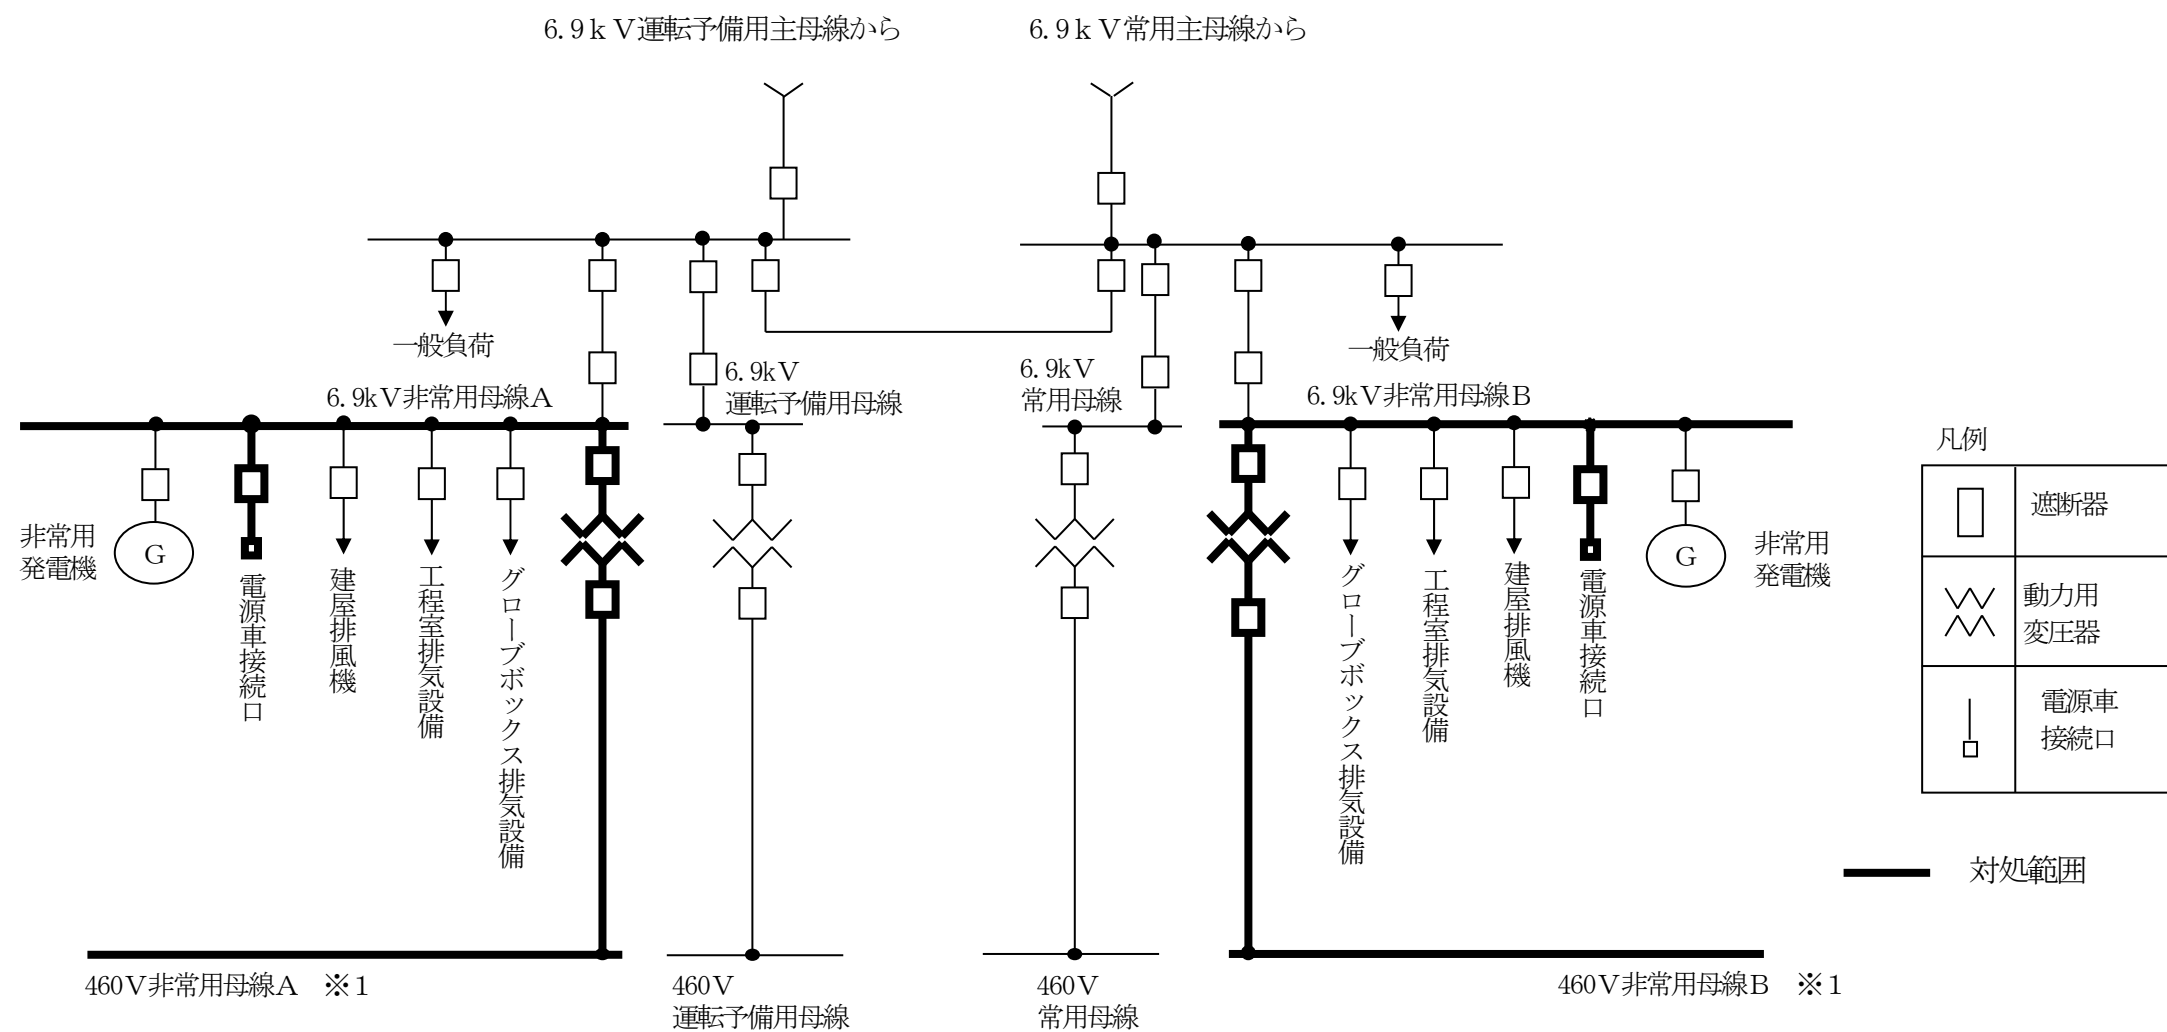 6.9ｋＶ運転予備用主母線から
6.9ｋＶ常用主母線から
一般負荷
一般負荷
6.9kＶ
運転予備用母線
6.9kＶ
常用母線
6.9kＶ非常用母線Ａ
6.9kＶ非常用母線Ｂ
非常用
発電機
Ｇ
電源車接続口
建屋排風機
工程室排気設備
グローブボックス排気設備
グローブボックス排気設備
工程室排気設備
建屋排風機
電源車接続口
Ｇ
非常用
発電機
凡例
遮断器
動力用
変圧器
電源車
接続口
対処範囲
460Ｖ非常用母線Ａ　※１
460Ｖ
運転予備用母線
460Ｖ
常用母線
460Ｖ非常用母線Ｂ　※１